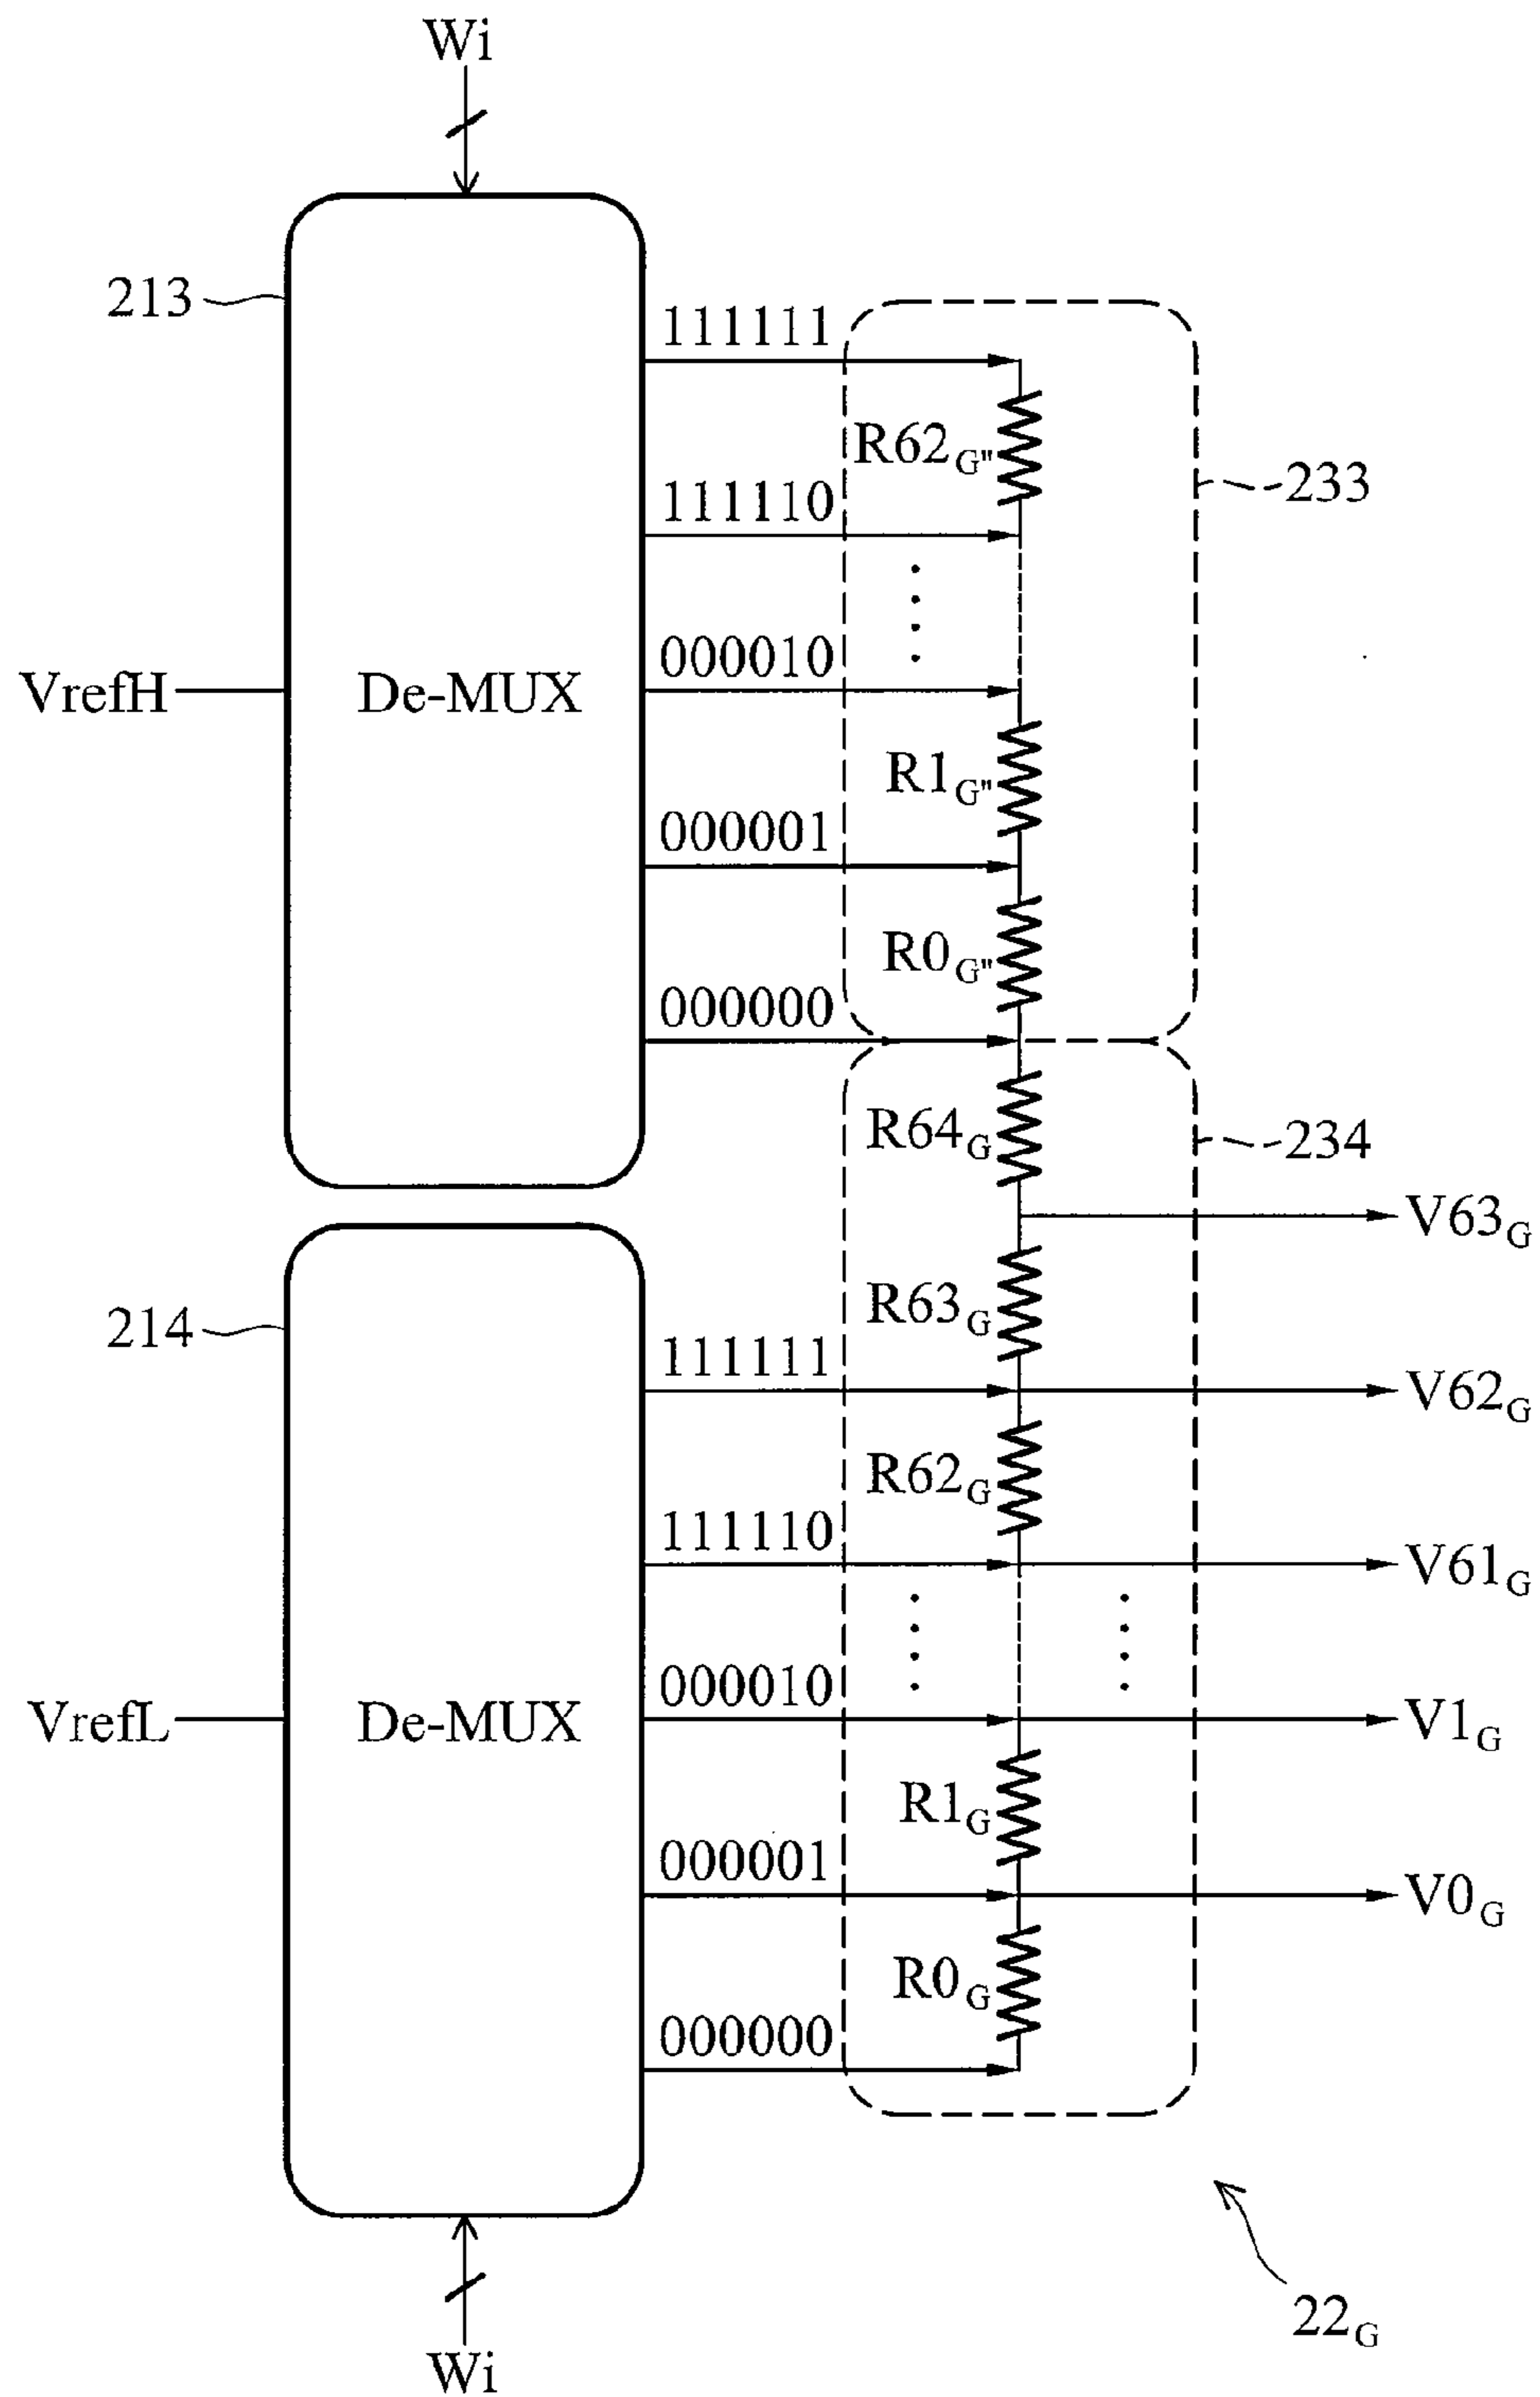 Wi
213
111111
R62G"
233
111110
000010
VrefH
De-MUX
R1G"
000001
R0G"
000000
R64G
234
V63G
214
R63G
111111
V62G
R62G
111110
V61G
000010
VrefL
De-MUX
V1G
R1G
000001
V0G
R0G
000000
22G
Wi